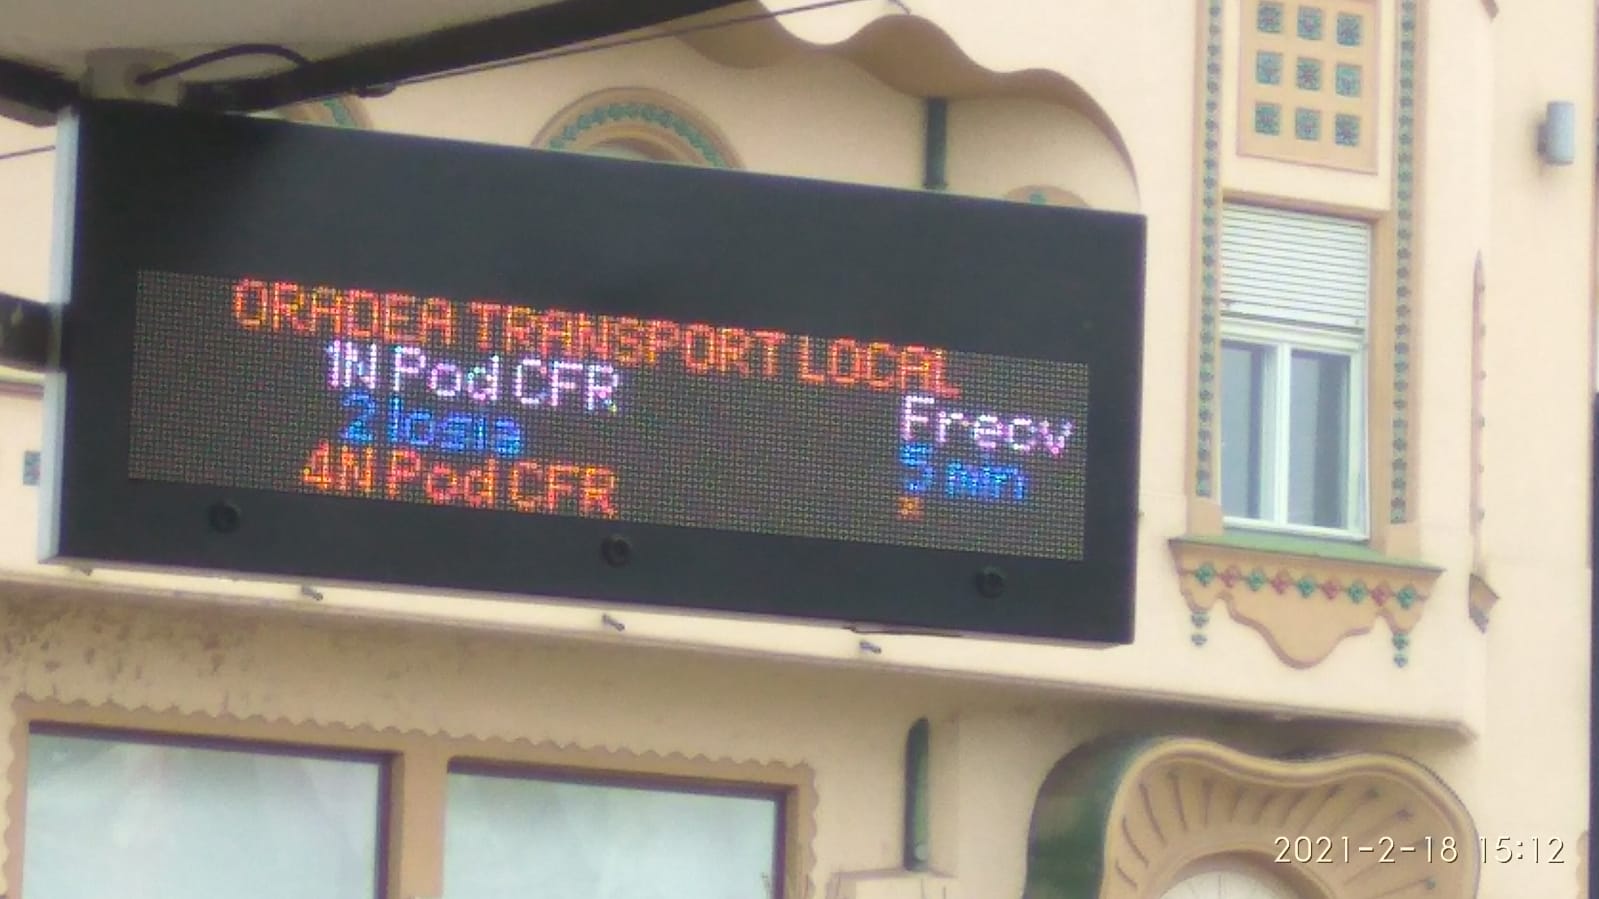 ORADEA TRANSPORT LOCAL
1N Pod CFR Frecv
2 Iosia 5 min
4N Pod CFR
2021-2-18 15:12